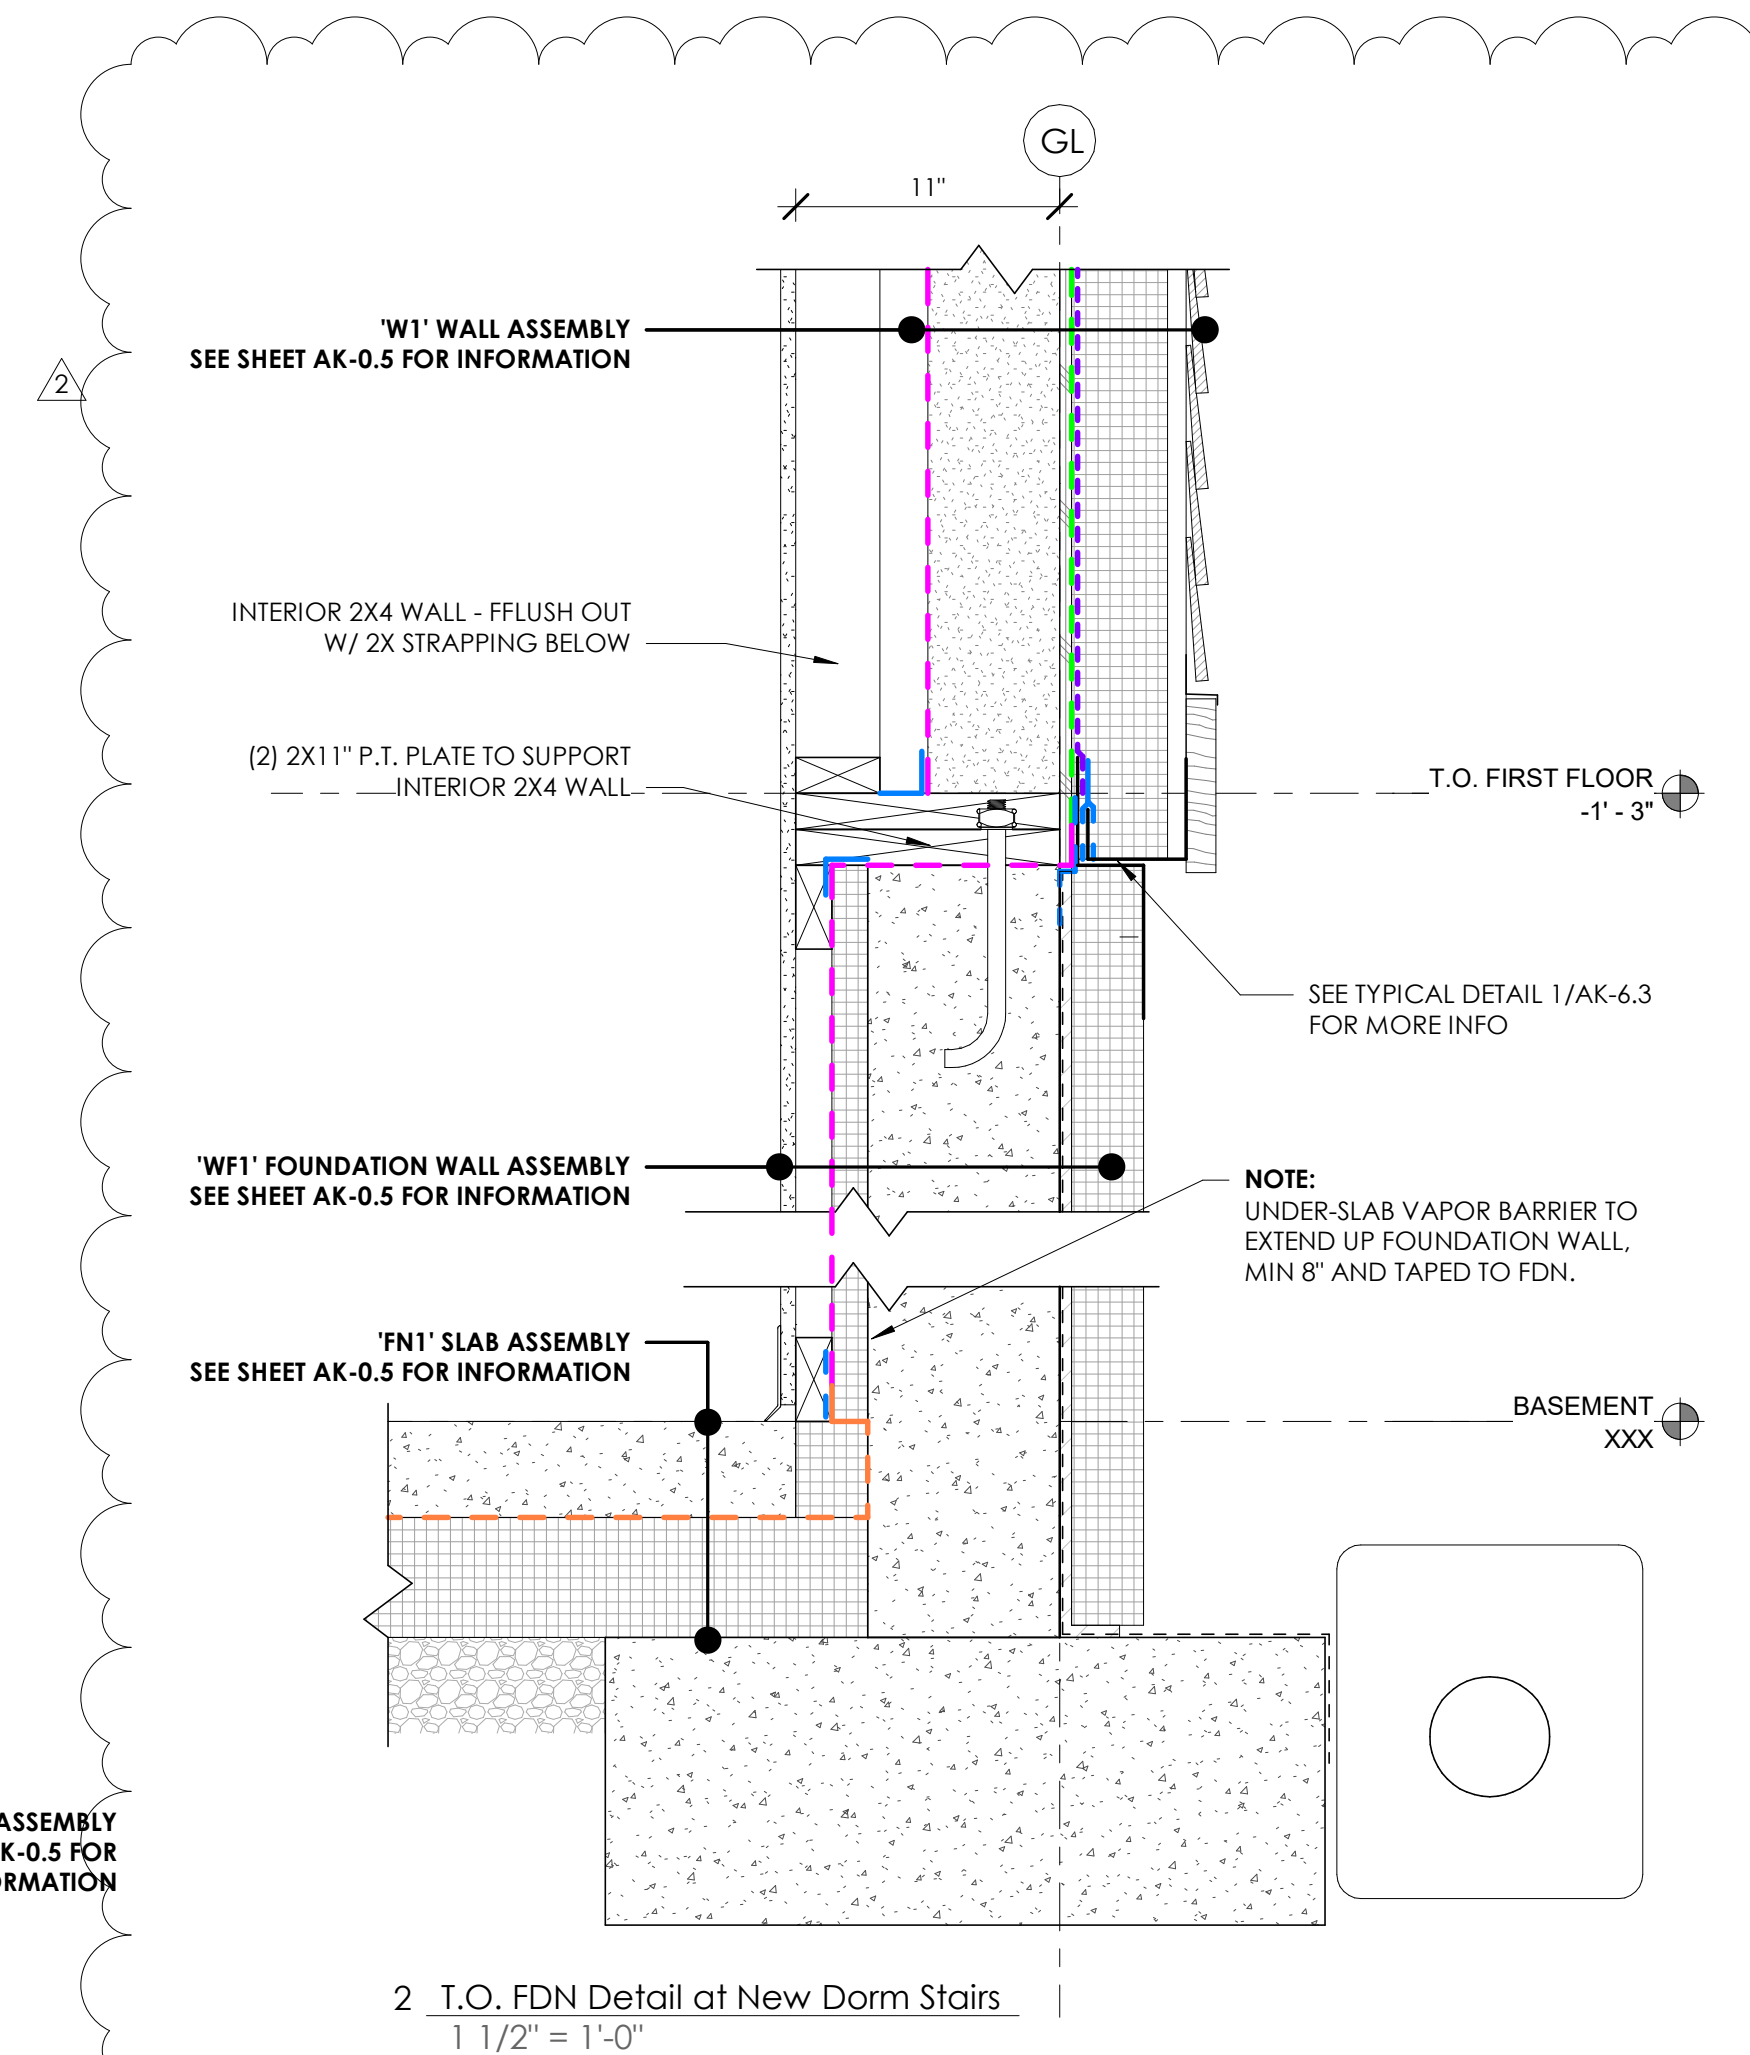 GL
11"
'W1' WALL ASSEMBLY
SEE SHEET AK-0.5 FOR INFORMATION
2
INTERIOR 2X4 WALL - FFLUSH OUT
W/ 2X STRAPPING BELOW
(2) 2X11" P.T. PLATE TO SUPPORT
INTERIOR 2X4 WALL
T.O. FIRST FLOOR
-1' - 3"
SEE TYPICAL DETAIL 1/AK-6.3
FOR MORE INFO
'WF1' FOUNDATION WALL ASSEMBLY
SEE SHEET AK-0.5 FOR INFORMATION
NOTE:
UNDER-SLAB VAPOR BARRIER TO
EXTEND UP FOUNDATION WALL,
MIN 8" AND TAPED TO FDN.
'FN1' SLAB ASSEMBLY
SEE SHEET AK-0.5 FOR INFORMATION
BASEMENT
XXX
ASSEMBLY
K-0.5 FOR
ORMATION
2 T.O. FDN Detail at New Dorm Stairs
1 1/2" = 1'-0"